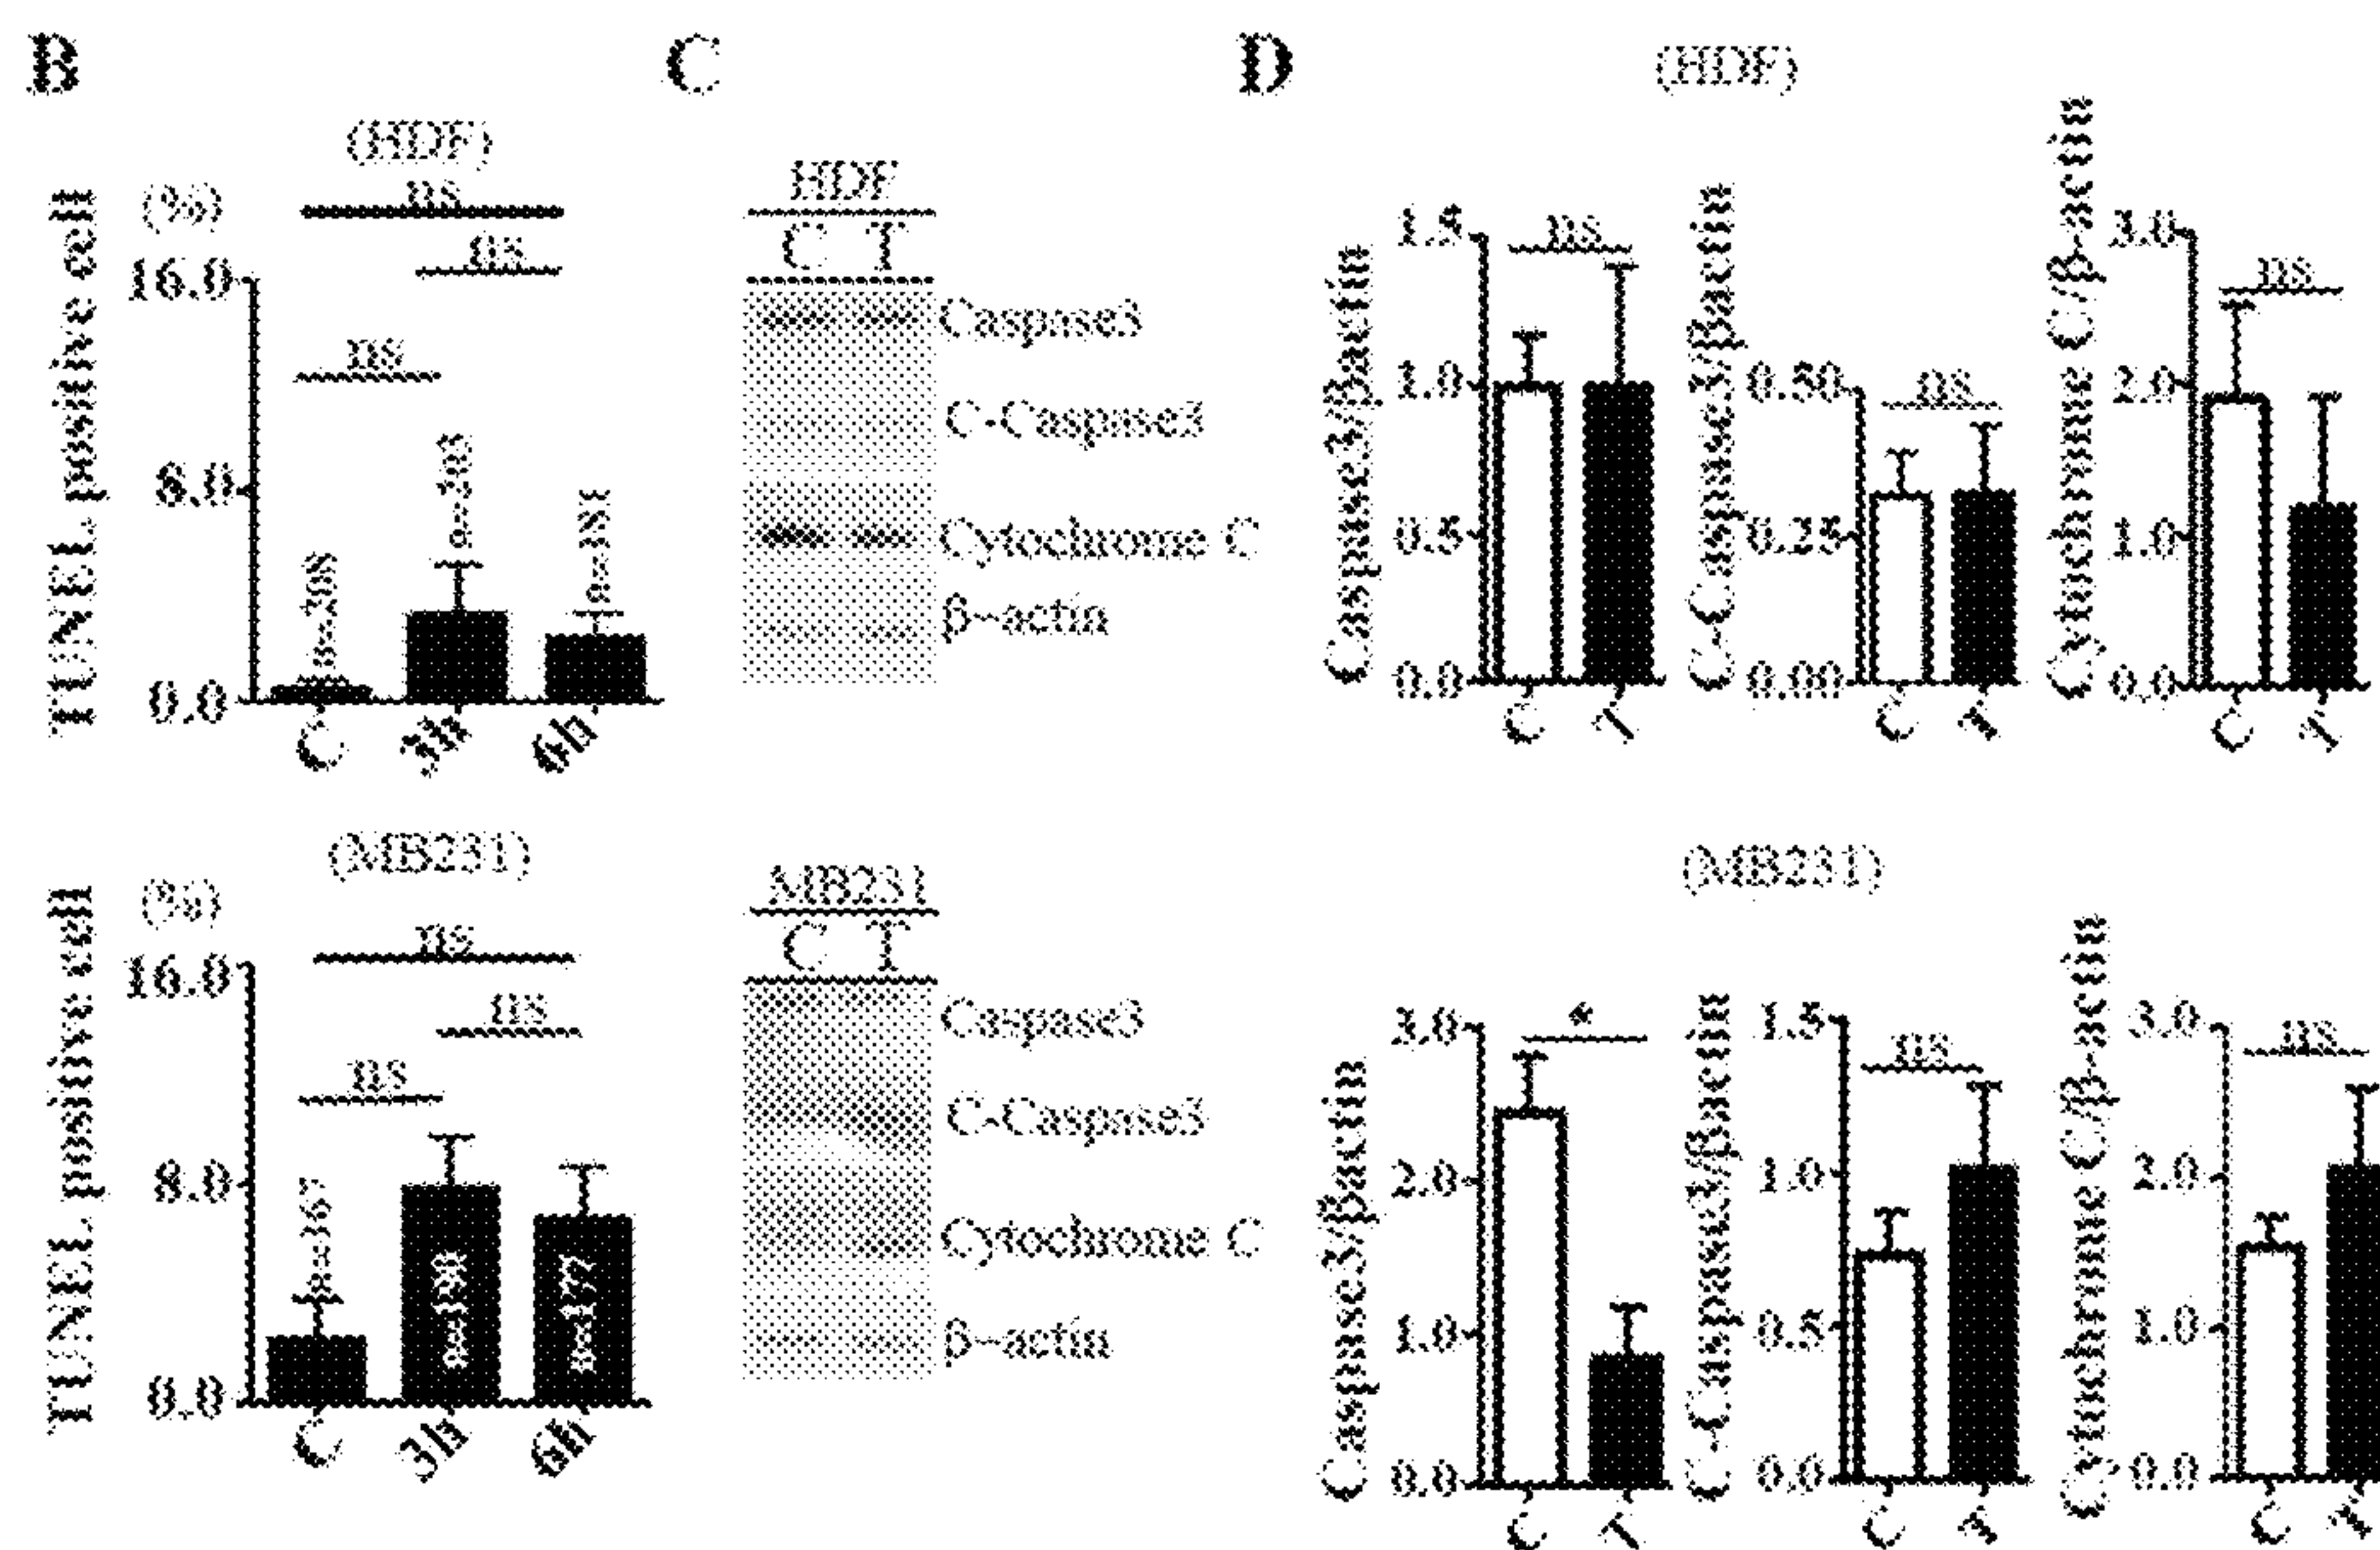 B
(HDF)
TUNEL positive cell
(%)
ns
ns
ns
16.0
8.0
0.0
n=208
n=181
C
3h
6h
(MB231)
TUNEL positive cell
(%)
ns
ns
ns
16.0
8.0
0.0
n=167
n=177
C
3h
6h
C
HDF
C T
Caspase3
C-Caspase3
Cytochrome C
β-actin
MB231
C T
Caspase3
C-Caspase3
Cytochrome C
β-actin
D
(HDF)
Caspase3/βactin
1.5
1.0
0.5
0.0
ns
C
T
C-Caspase3/βactin
0.50
0.25
0.00
ns
C
T
Cytochrome C/β-actin
3.0
2.0
1.0
0.0
ns
C
T
(MB231)
Caspase3/βactin
3.0
2.0
1.0
0.0
*
C
T
C-Caspase3/βactin
1.5
1.0
0.5
0.0
ns
C
T
Cytochrome C/β-actin
3.0
2.0
1.0
0.0
ns
C
T